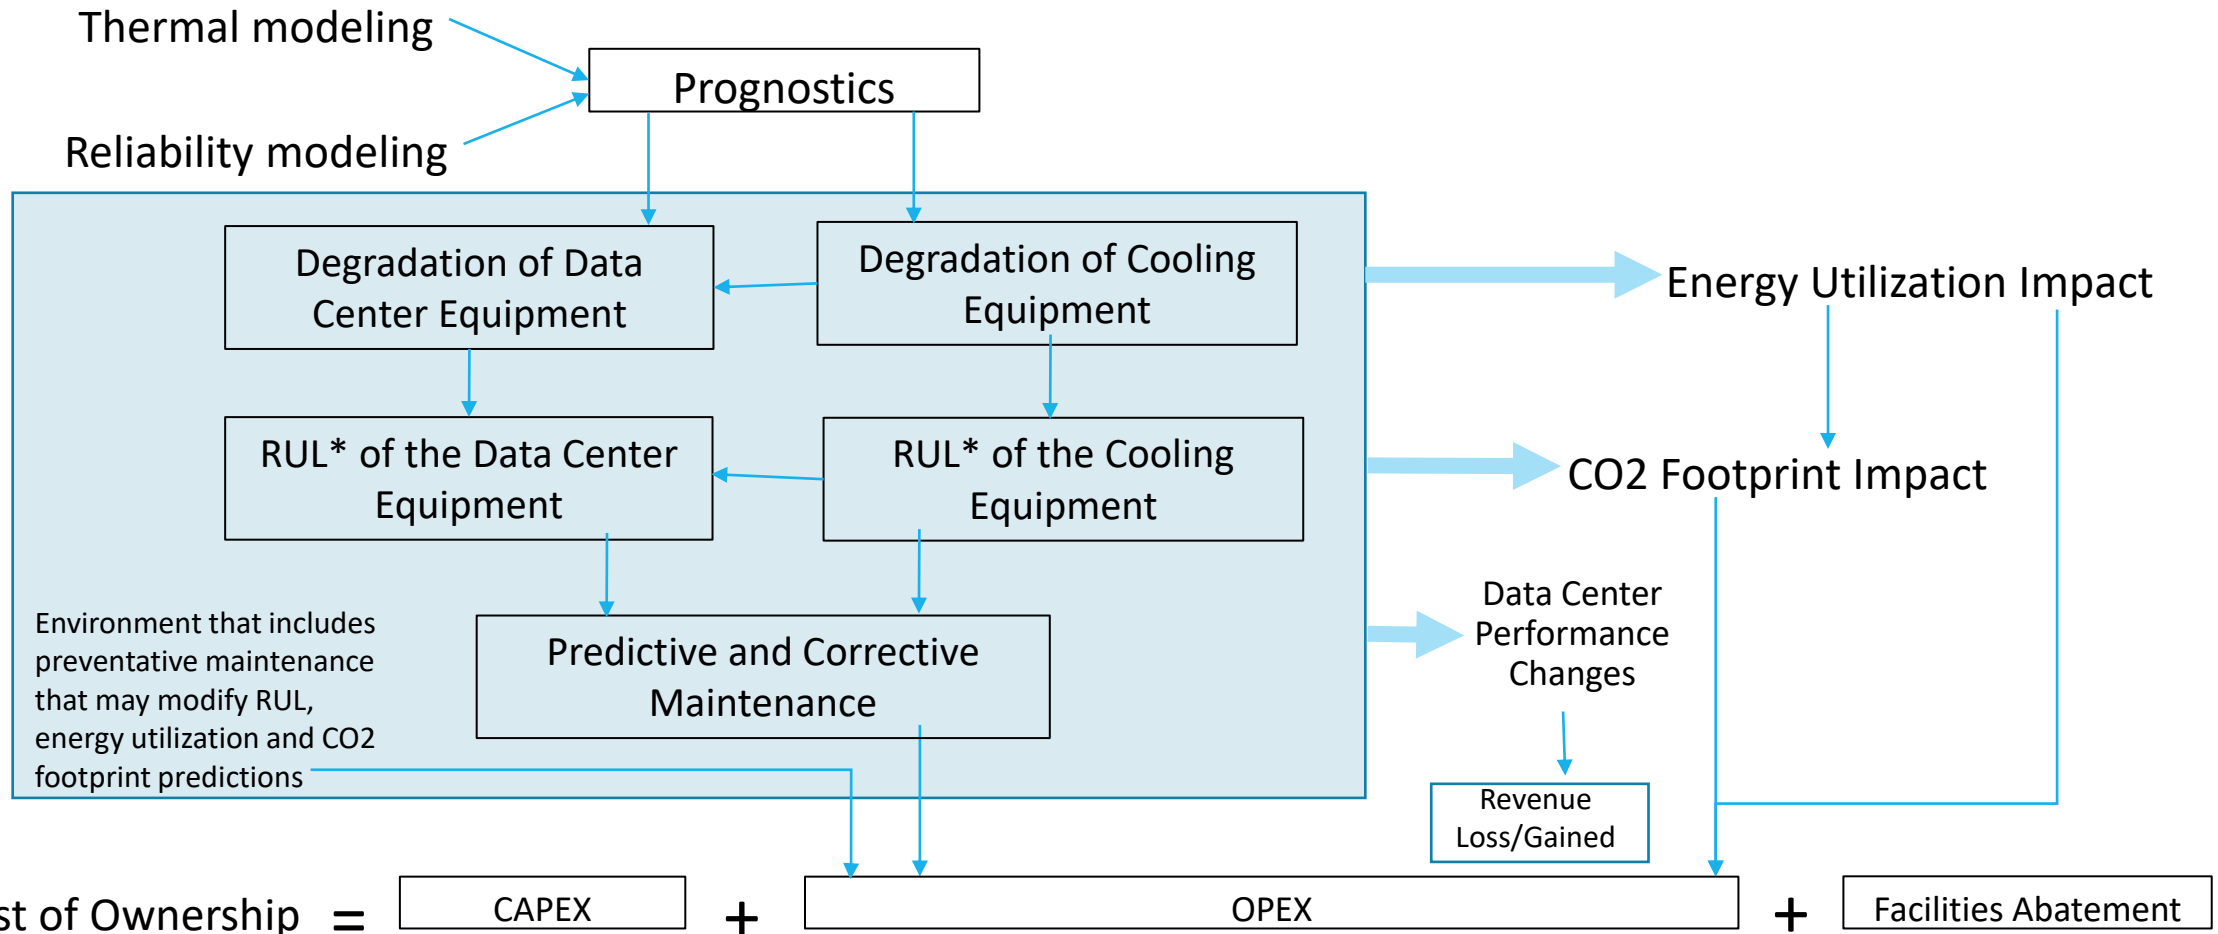 Thermal modeling
Prognostics
Reliability modeling
Degradation of Data
Center Equipment
Degradation of Cooling
Equipment
Energy Utilization Impact
RUL* of the Data Center
Equipment
RUL* of the Cooling
Equipment
CO2 Footprint Impact
Environment that includes
preventative maintenance
that may modify RUL,
energy utilization and CO2
footprint predictions
Predictive and Corrective
Maintenance
Data Center
Performance
Changes
Revenue
Loss/Gained
of Ownership = CAPEX + OPEX + Facilities Abatement